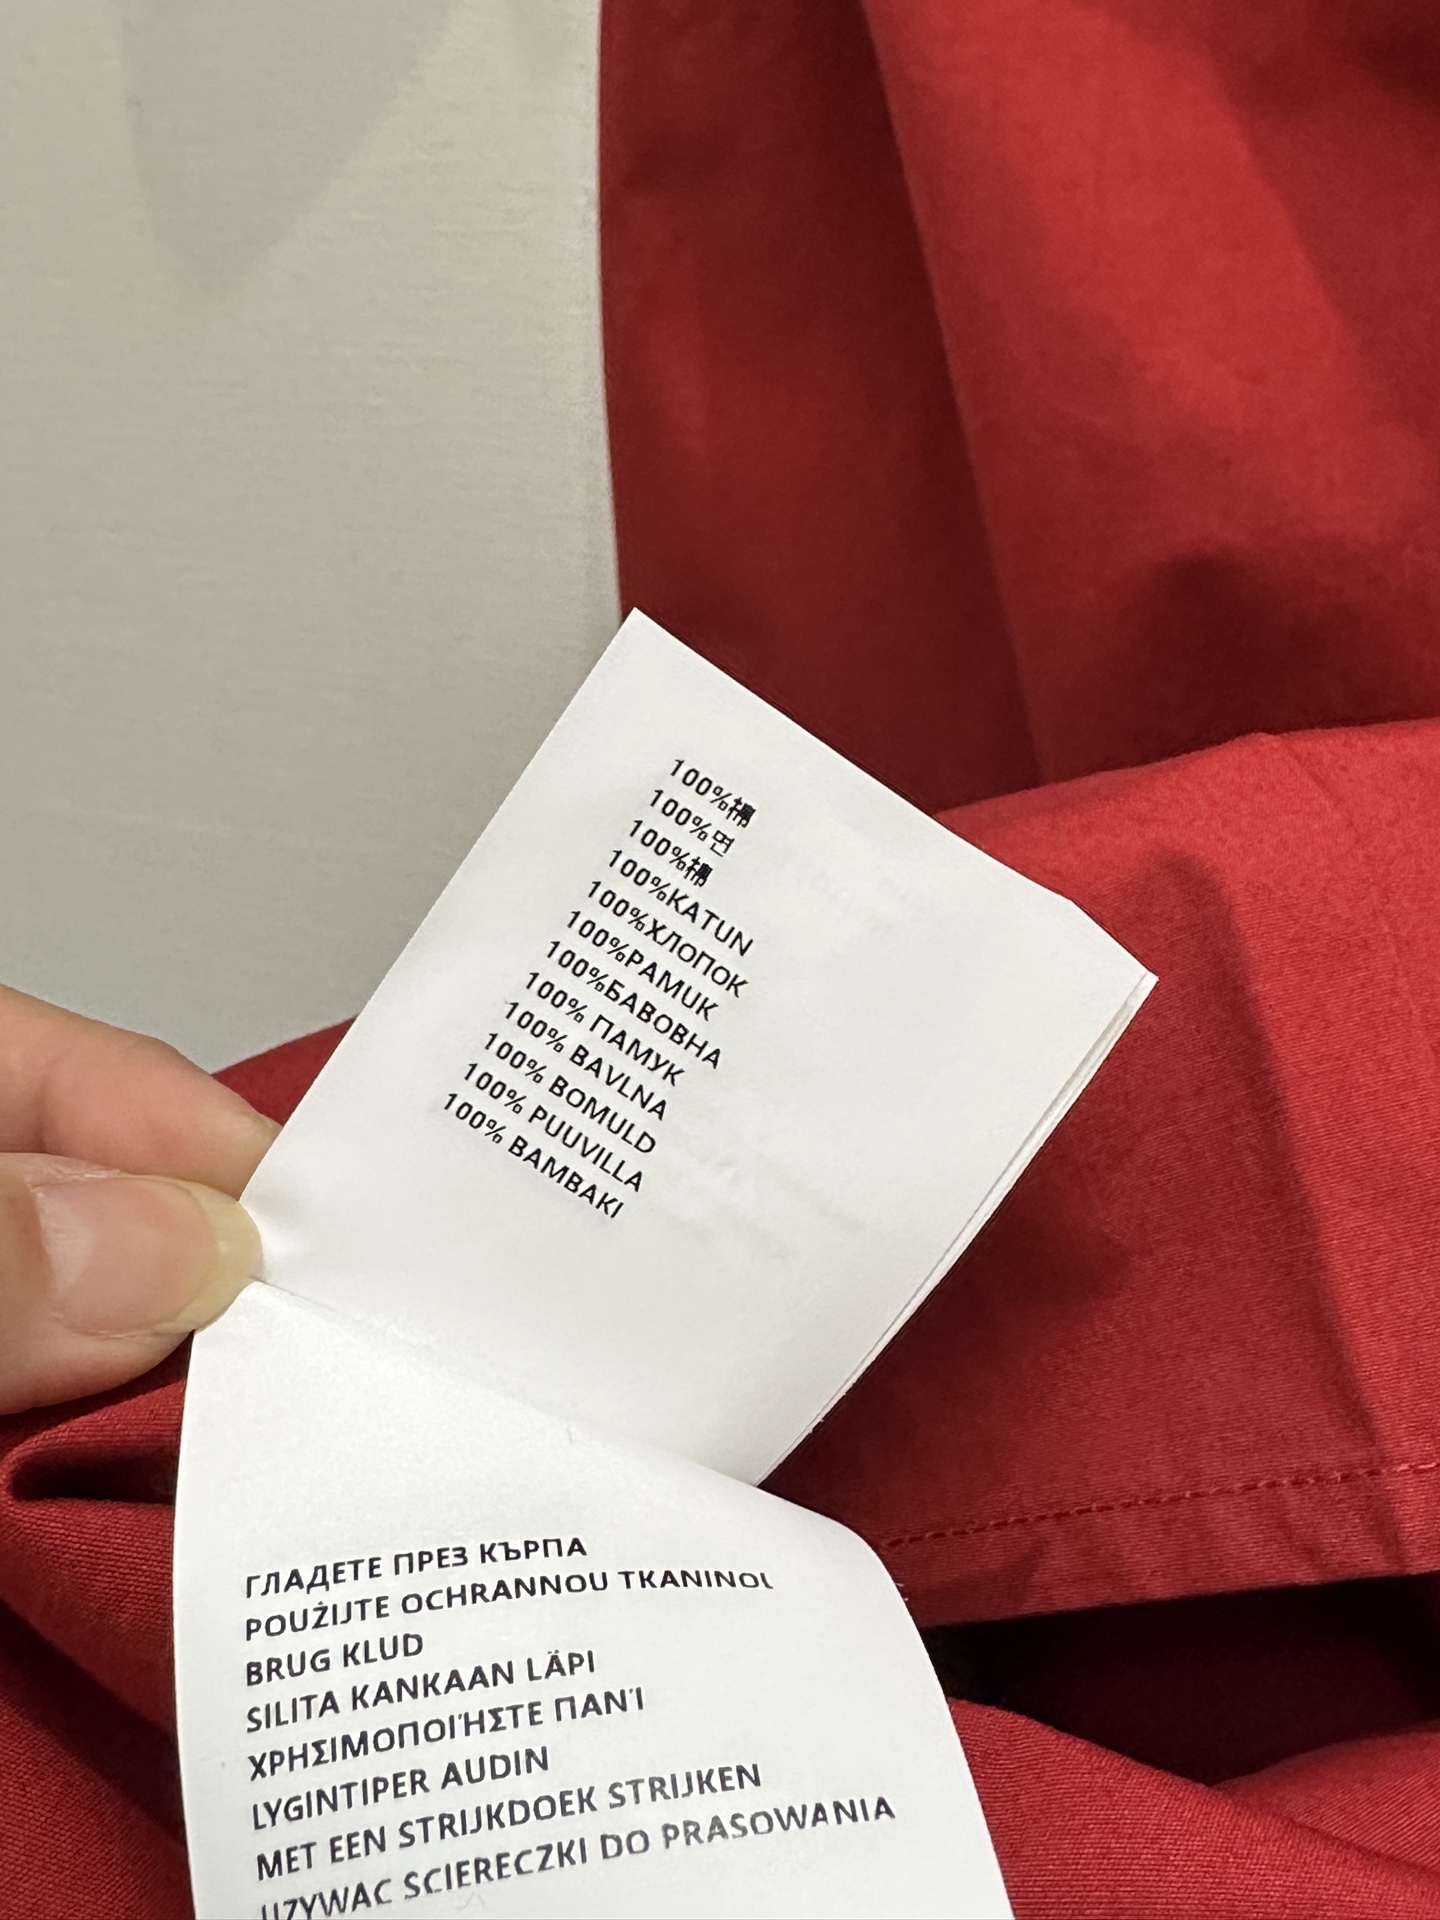 100%棉
100%면
100%棉
100%KATUN
100%ХЛОПОК
100%PAMUK
100%БАВОВНА
100% ПАМУК
100% BAVLNA
100% BOMULD
100% PUUVILLA
100% BAMBAKI
ГЛАДЕТЕ ПРЕЗ КЪРПА
POUŽIJTE OCHRANNOU TKANINOU
BRUG KLUD
SILITA KANKAAN LÄPI
ΧΡΗΣΙΜΟΠΟΙΉΣΤΕ ΠΑΝΊ
LYGINTIPER AUDIN
MET EEN STRIJKDOEK STRIJKEN
UZYWAC SCIERECZKI DO PRASOWANIA